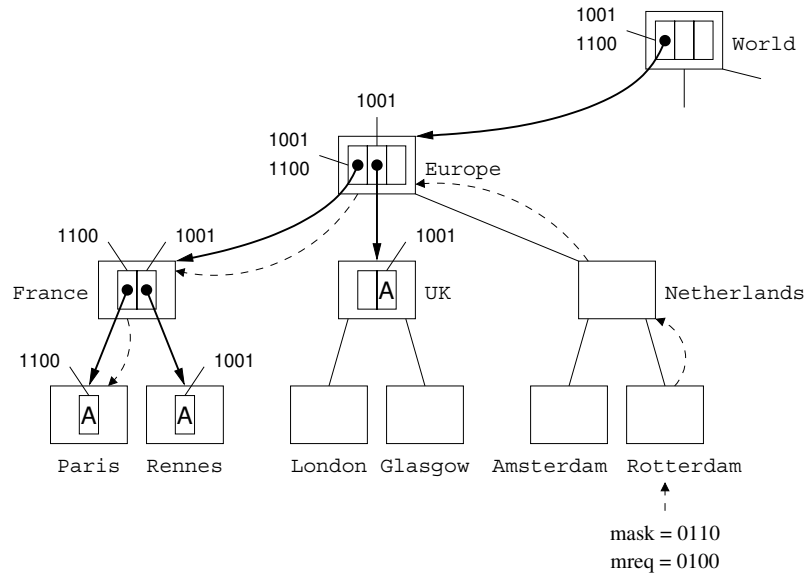 1001
1100
World
1001
1001
1100
Europe
1100
1001
1001
France
A
UK
Netherlands
1100
1001
A
A
Paris
Rennes
London
Glasgow
Amsterdam
Rotterdam
mask = 0110
mreq = 0100